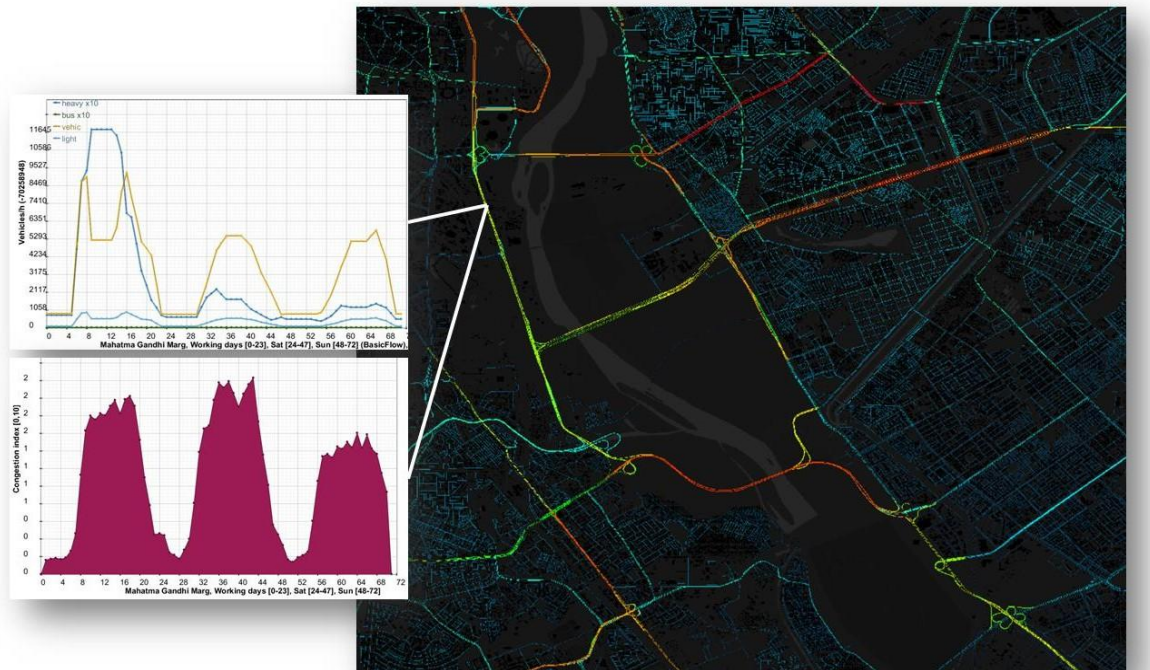 heavy x10
bus x10
vehic
light
11645
10586
9527
8469
7410
6351
5293
4234
3175
2117
1058
0
Vehicles/h (-70258948)
0 4 8 12 16 20 24 28 32 36 40 44 48 52 56 60 64 68
Mahatma Gandhi Marg, Working days [0-23], Sat [24-47], Sun [48-72] (BasicFlow),
2
2
2
2
1
1
1
1
0
0
0
0
Congestion index [0,10]
0 4 8 12 16 20 24 28 32 36 40 44 48 52 56 60 64 68 72
Mahatma Gandhi Marg, Working days [0-23], Sat [24-47], Sun [48-72]